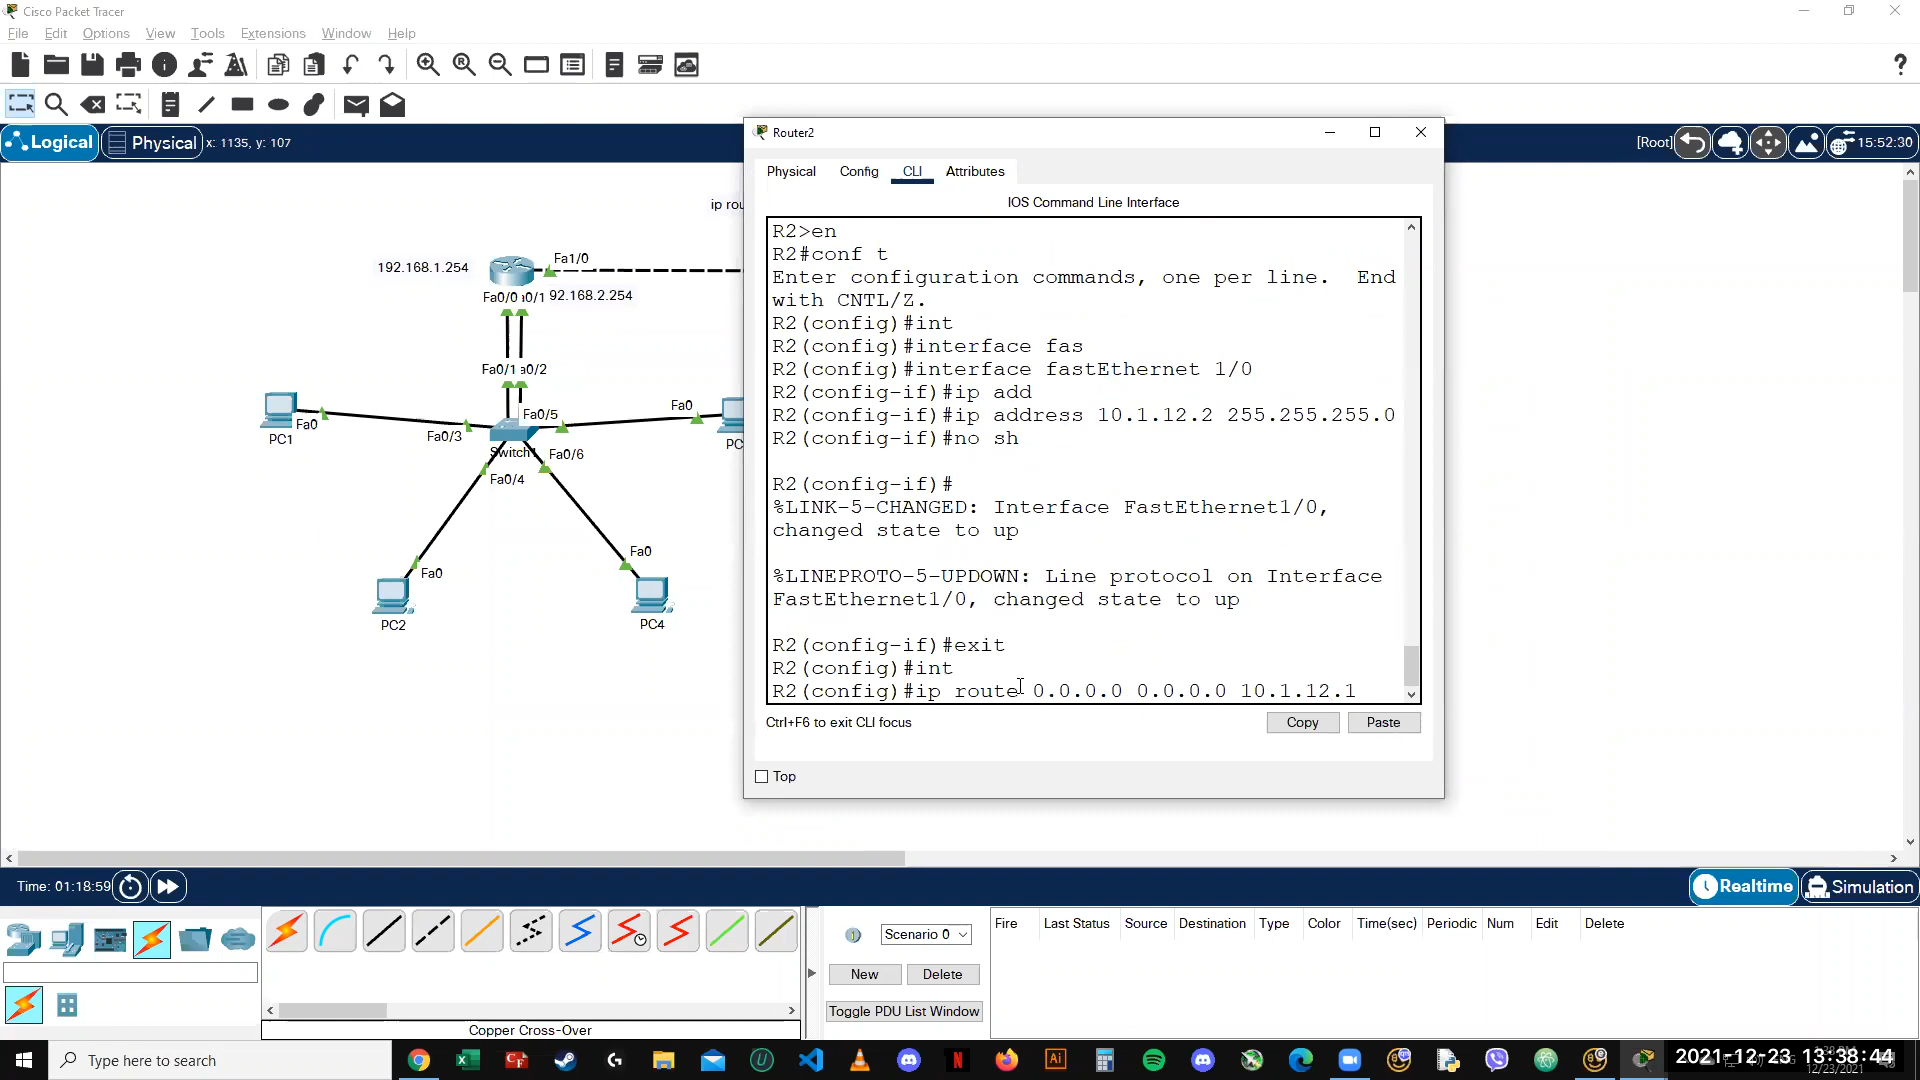 Cisco Packet Tracer
File Edit Options View Tools Extensions Window Help
Logical Physical x: 1135, y: 107
[Root] 15:52:30
ip rou
192.168.1.254
Fa1/0
Fa0/0 a0/1 92.168.2.254
Fa0/1 a0/2
Fa0/5
Fa0
PC1
Fa0/3
Switch1
Fa0/6
Fa0/4
Fa0
PC
Fa0
PC2
Fa0
PC4
Router2
Physical Config CLI Attributes
IOS Command Line Interface
R2>en
R2#conf t
Enter configuration commands, one per line. End
with CNTL/Z.
R2(config)#int
R2(config)#interface fas
R2(config)#interface fastEthernet 1/0
R2(config-if)#ip add
R2(config-if)#ip address 10.1.12.2 255.255.255.0
R2(config-if)#no sh
R2(config-if)#
%LINK-5-CHANGED: Interface FastEthernet1/0,
changed state to up
%LINEPROTO-5-UPDOWN: Line protocol on Interface
FastEthernet1/0, changed state to up
R2(config-if)#exit
R2(config)#int
R2(config)#ip route 0.0.0.0 0.0.0.0 10.1.12.1
Ctrl+F6 to exit CLI focus
Copy Paste
Top
Time: 01:18:59
Realtime Simulation
Copper Cross-Over
Scenario 0
New Delete
Toggle PDU List Window
Fire Last Status Source Destination Type Color Time(sec) Periodic Num Edit Delete
Type here to search
2021-12-23 13:38:44
12/23/2021